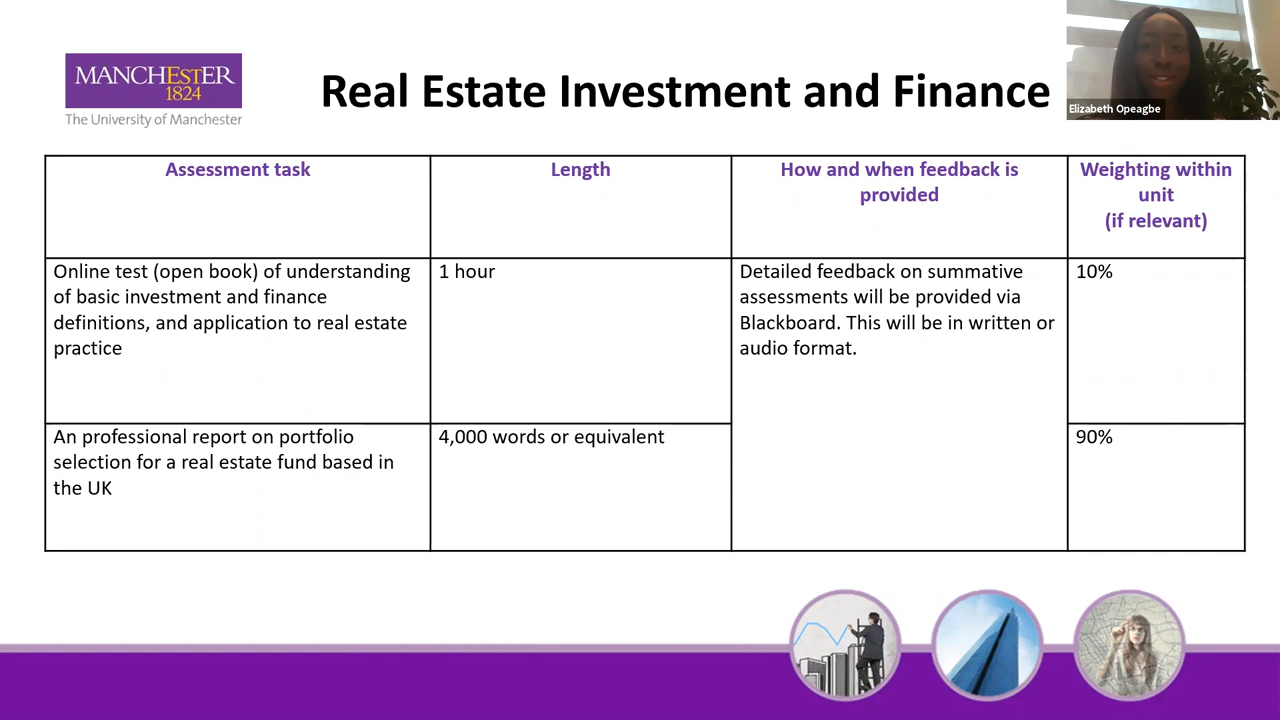 MANCHESTER
1824
The University of Manchester
Real Estate Investment and Finance
Elizabeth Opeagbe
Assessment task
Length
How and when feedback is
provided
Weighting within
unit
(if relevant)
Online test (open book) of understanding
of basic investment and finance
definitions, and application to real estate
practice
1 hour
Detailed feedback on summative
assessments will be provided via
Blackboard. This will be in written or
audio format.
10%
An professional report on portfolio
selection for a real estate fund based in
the UK
4,000 words or equivalent
90%